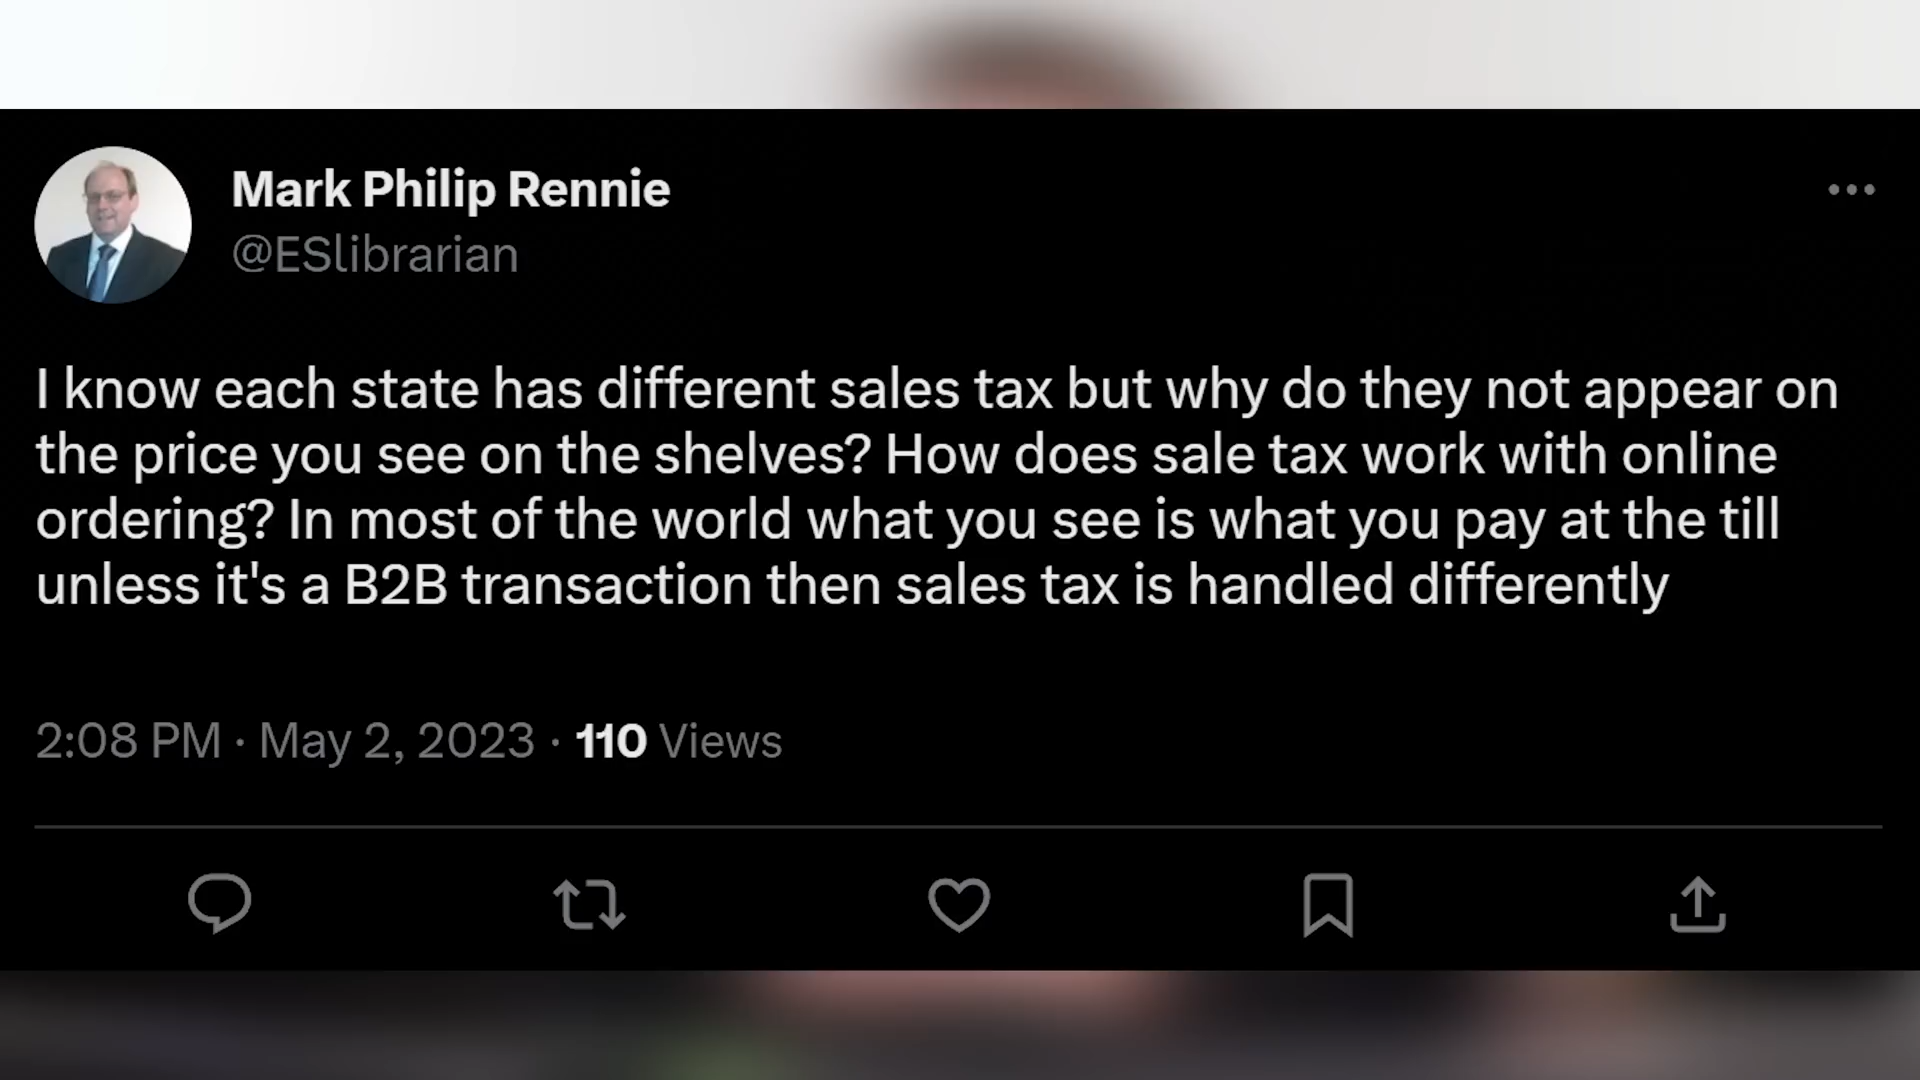 Mark Philip Rennie
@ESlibrarian
I know each state has different sales tax but why do they not appear on
the price you see on the shelves? How does sale tax work with online
ordering? In most of the world what you see is what you pay at the till
unless it's a B2B transaction then sales tax is handled differently
2:08 PM · May 2, 2023 · 110 Views